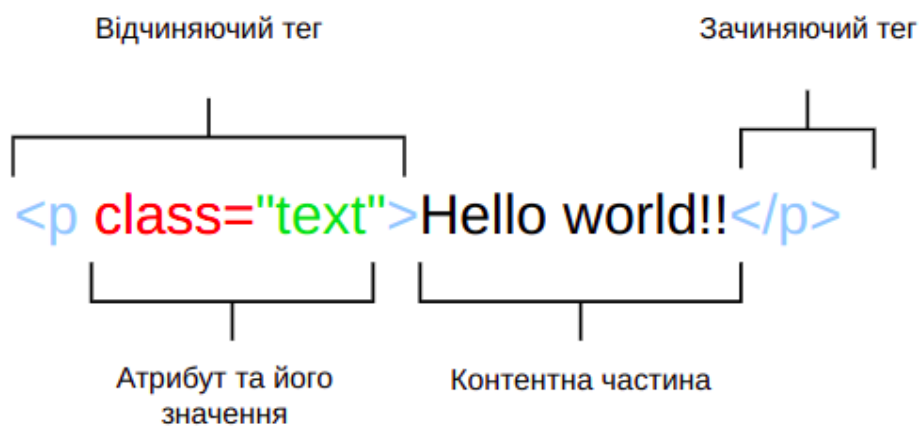 Відчиняючий тег
Зачиняючий тег
<p class="text">Hello world!!</p>
Атрибут та його
значення
Контентна частина